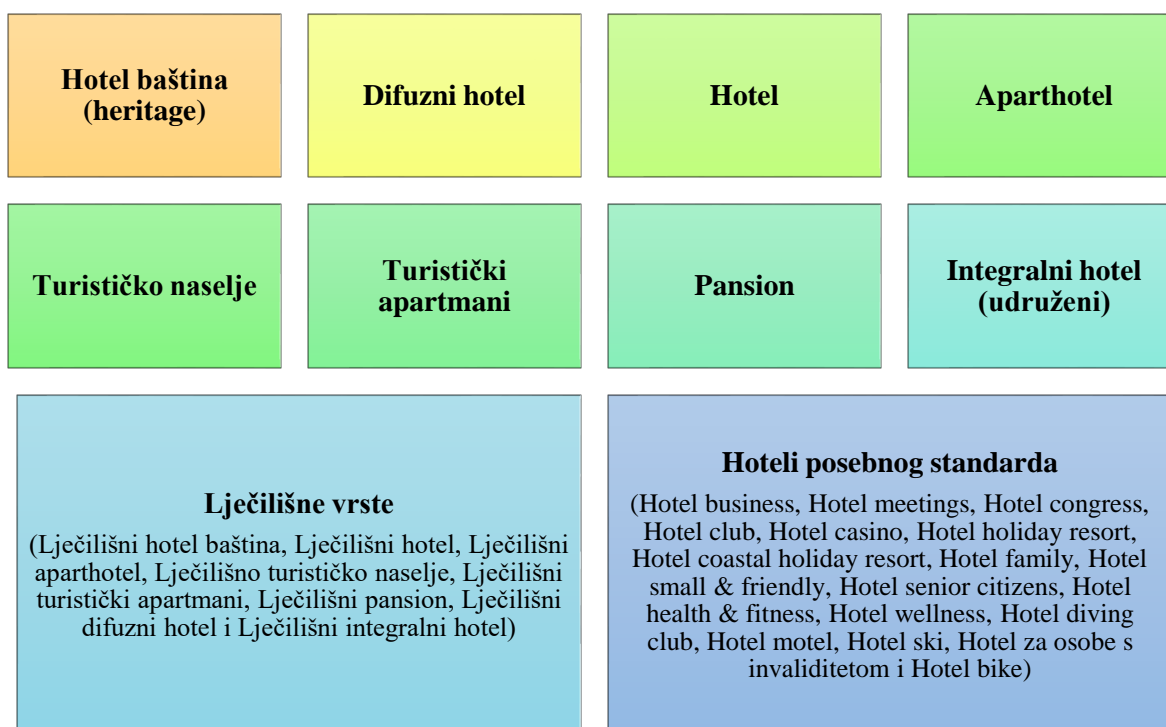 Hotel baština
(heritage)
Difuzni hotel
Hotel
Aparthotel
Turističko naselje
Turistički
apartmani
Pansion
Integralni hotel
(udruženi)
Lječilišne vrste
(Lječilišni hotel baština, Lječilišni hotel, Lječilišni
aparthotel, Lječilišno turističko naselje, Lječilišni
turistički apartmani, Lječilišni pansion, Lječilišni
difuzni hotel i Lječilišni integralni hotel)
Hoteli posebnog standarda
(Hotel business, Hotel meetings, Hotel congress,
Hotel club, Hotel casino, Hotel holiday resort,
Hotel coastal holiday resort, Hotel family, Hotel
small & friendly, Hotel senior citizens, Hotel
health & fitness, Hotel wellness, Hotel diving
club, Hotel motel, Hotel ski, Hotel za osobe s
invaliditetom i Hotel bike)